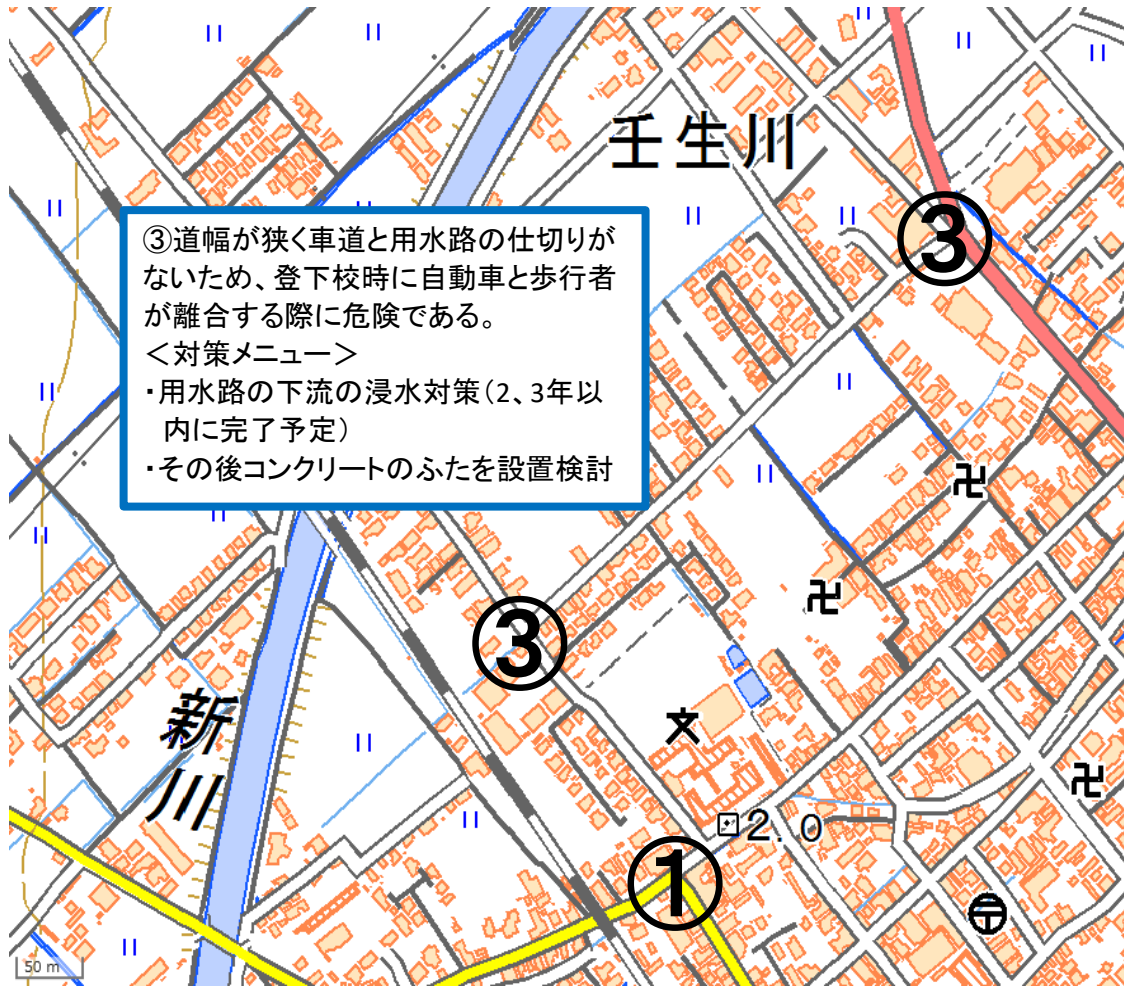 壬生川
③
③道幅が狭く車道と用水路の仕切りが
ないため、登下校時に自動車と歩行者
が離合する際に危険である。
＜対策メニュー＞
・用水路の下流の浸水対策(2、3年以
内に完了予定)
・その後コンクリートのふたを設置検討
③
新川
2.0
①
50 m